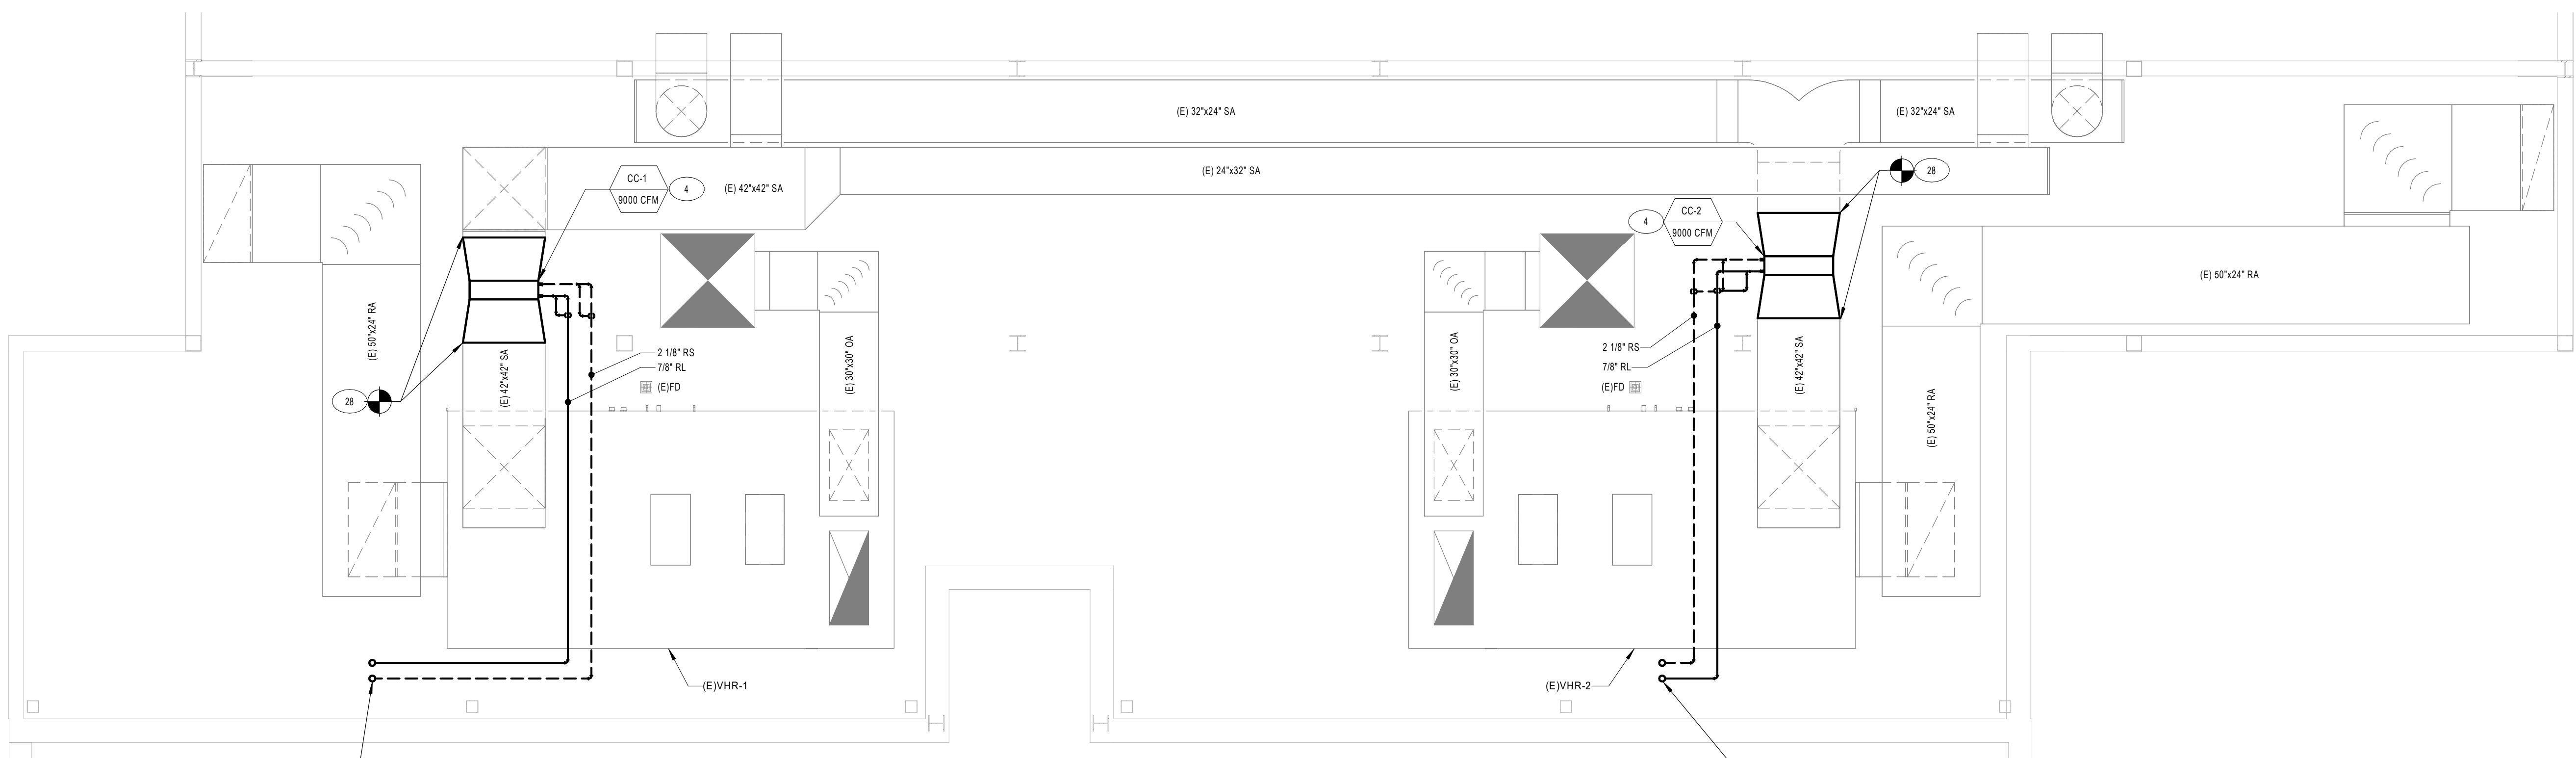 (E) 32"x24" SA
(E) 32"x24" SA
(E) 24"x32" SA
CC-1
9000 CFM
4
(E) 42"x42" SA
28
4
CC-2
9000 CFM
(E) 50"x24" RA
(E) 50"x24" RA
28
(E) 42"x42" SA
2 1/8" RS
7/8" RL
(E)FD
(E) 30"x30" OA
(E) 30"x30" OA
2 1/8" RS
7/8" RL
(E)FD
(E) 42"x42" SA
(E) 50"x24" RA
(E)VHR-1
(E)VHR-2